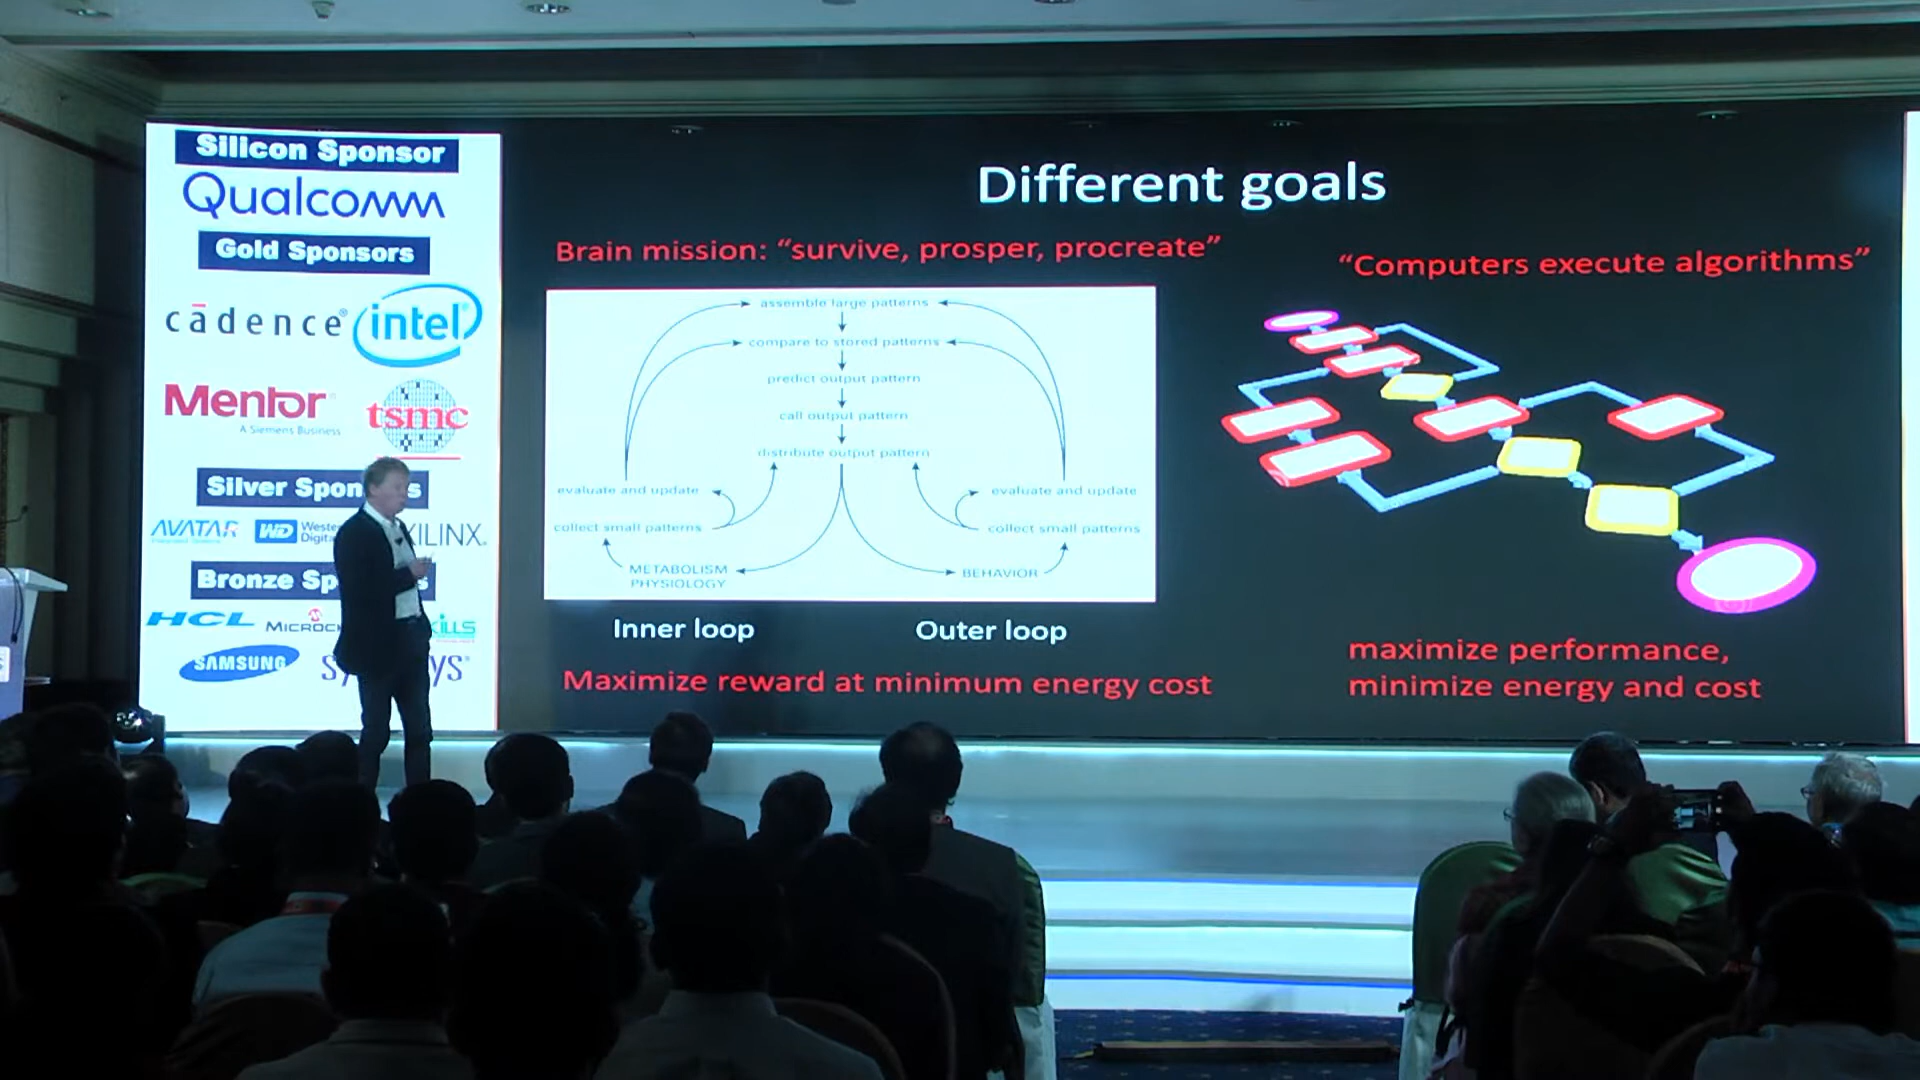 Silicon Sponsor
Qualcomm
Gold Sponsors
cādence®
intel
Mentor
A Siemens Business
tsmc
Silver Spon s
AVATAR
WD
XILINX
Bronze Sp s
HCL
SAMSUNG
Different goals
Brain mission: “survive, prosper, procreate”
assemble large patterns
compare to stored patterns
predict output pattern
call output pattern
distribute output pattern
evaluate and update
collect small patterns
METABOLISM
PHYSIOLOGY
evaluate and update
collect small patterns
BEHAVIOR
Inner loop
Outer loop
Maximize reward at minimum energy cost
“Computers execute algorithms”
maximize performance,
minimize energy and cost